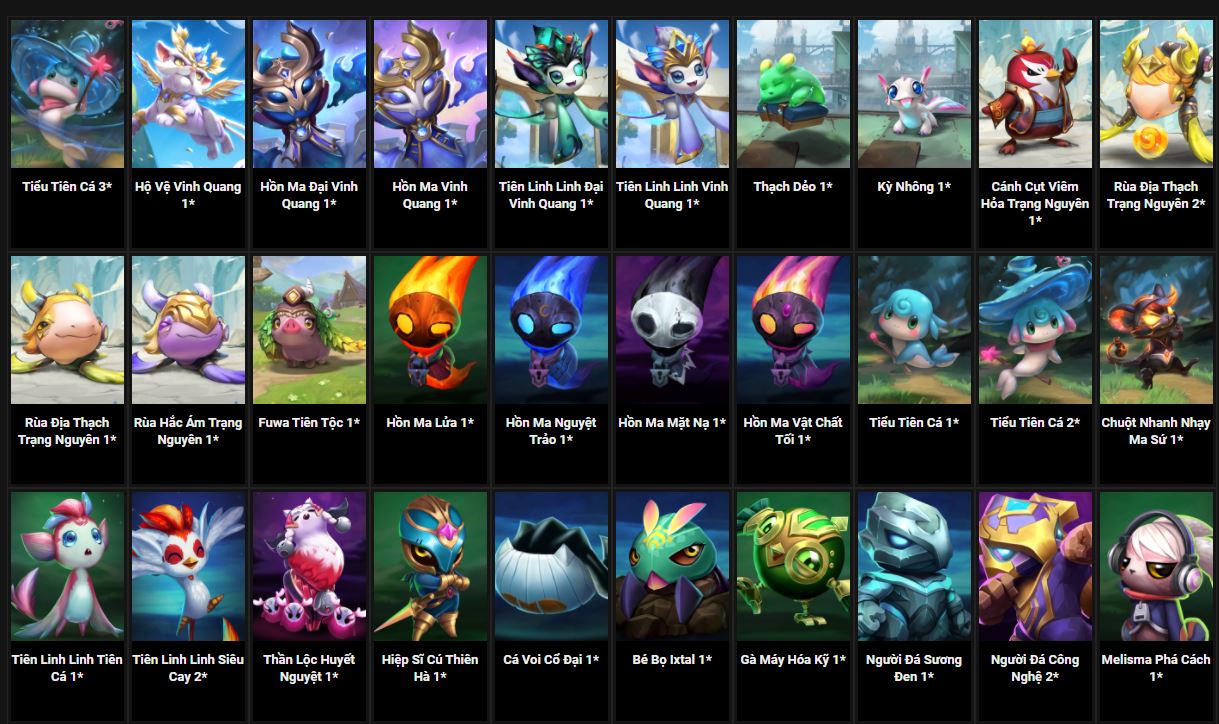 Tiểu Tiên Cá 3*
Hộ Vệ Vinh Quang
1*
Hồn Ma Đại Vinh
Quang 1*
Hồn Ma Vinh
Quang 1*
Tiên Linh Linh Đại
Vinh Quang 1*
Tiên Linh Linh Vinh
Quang 1*
Thạch Dẻo 1*
Kỳ Nhông 1*
Cánh Cụt Viêm
Hỏa Trạng Nguyên
1*
Rùa Địa Thạch
Trạng Nguyên 2*
Rùa Địa Thạch
Trạng Nguyên 1*
Rùa Hắc Ám Trạng
Nguyên 1*
Fuwa Tiên Tộc 1*
Hồn Ma Lửa 1*
Hồn Ma Nguyệt
Trảo 1*
Hồn Ma Mặt Nạ 1*
Hồn Ma Vật Chất
Tối 1*
Tiểu Tiên Cá 1*
Tiểu Tiên Cá 2*
Chuột Nhanh Nhảy
Ma Sứ 1*
Tiên Linh Linh Tiên
Cá 1*
Tiên Linh Linh Siêu
Cay 2*
Thần Lộc Huyết
Nguyệt 1*
Hiệp Sĩ Cú Thiên
Hà 1*
Cá Voi Cổ Đại 1*
Bé Bọ Ixtal 1*
Gà Máy Hóa Kỹ 1*
Người Đá Sương
Đen 1*
Người Đá Công
Nghệ 2*
Melisma Phá Cách
1*